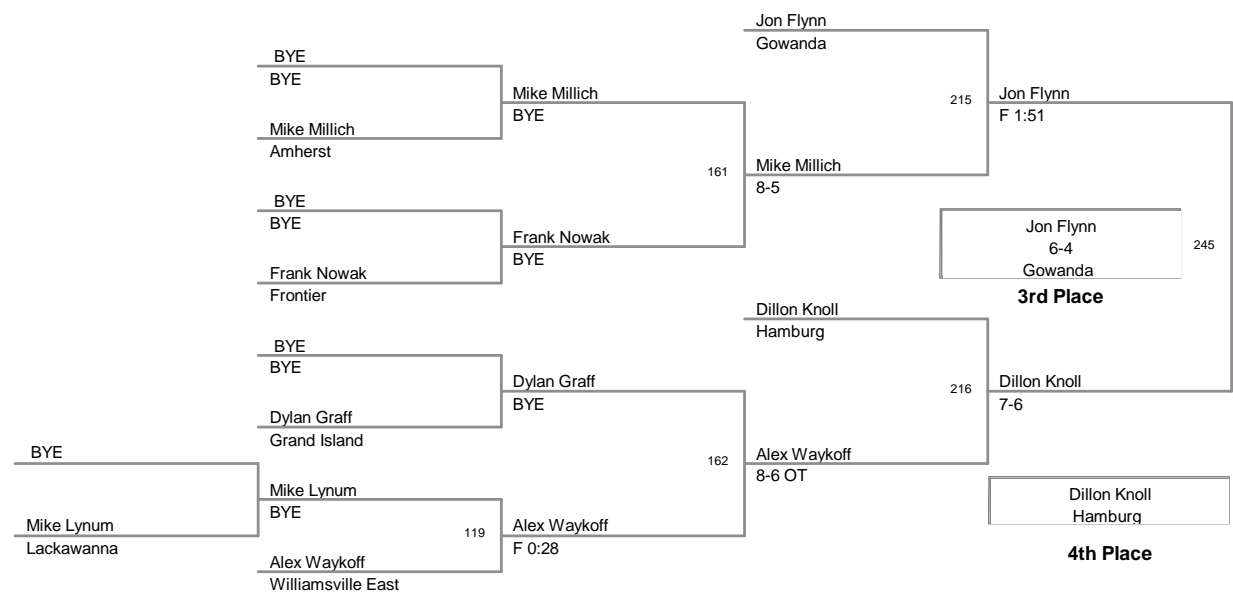 Jon Flynn
Gowanda
BYE
BYE
Mike Millich
BYE
215
Jon Flynn
F 1:51
Mike Millich
Amherst
161
Mike Millich
8-5
BYE
BYE
Frank Nowak
BYE
Jon Flynn
6-4
Gowanda
245
3rd Place
Frank Nowak
Frontier
Dillon Knoll
Hamburg
BYE
BYE
Dylan Graff
BYE
216
Dillon Knoll
7-6
Dylan Graff
Grand Island
BYE
162
Alex Waykoff
8-6 OT
Mike Lynum
BYE
Dillon Knoll
Hamburg
4th Place
Mike Lynum
Lackawanna
119
Alex Waykoff
F 0:28
Alex Waykoff
Williamsville East